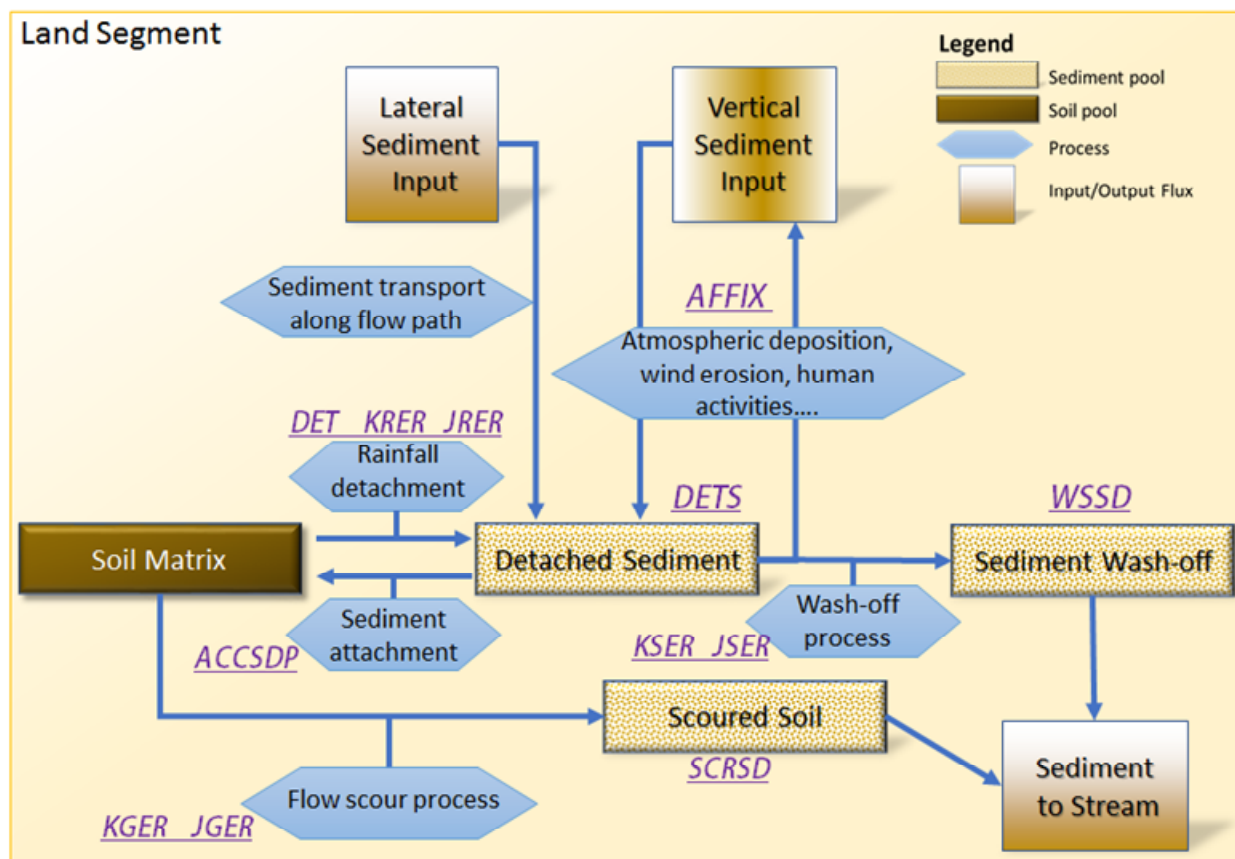 Land Segment
Legend
Sediment pool
Soil pool
Process
Input/Output Flux
Lateral
Sediment
Input
Vertical
Sediment
Input
Sediment transport
along flow path
AFFIX
Atmospheric deposition,
wind erosion, human
activities....
DET KRER JRER
Rainfall
detachment
DETS
WSSD
Soil Matrix
Detached Sediment
Sediment Wash-off
Sediment
attachment
ACCSDP
Wash-off
process
KSER JSER
Scoured Soil
SCRSD
Flow scour process
KGER JGER
Sediment
to Stream